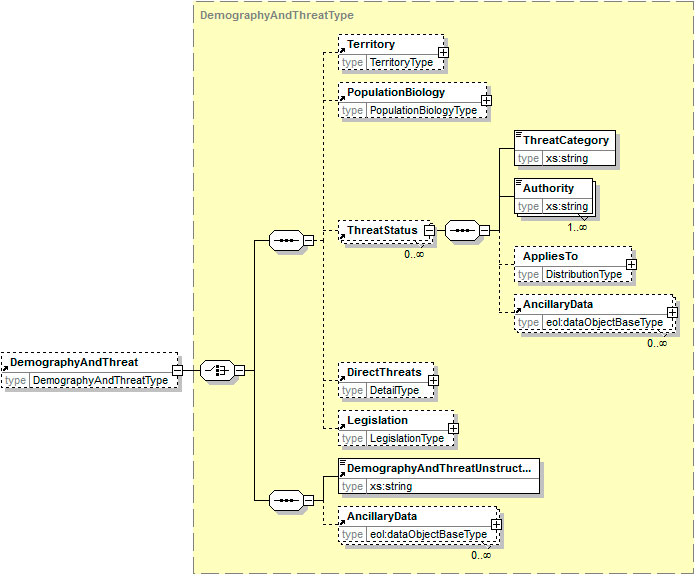 DemographyAndThreatType
Territory
type TerritoryType
PopulationBiology
type PopulationBiologyType
ThreatCategory
type xs:string
Authority
type xs:string
1..∞
ThreatStatus
0..∞
AppliesTo
type DistributionType
AncillaryData
type eol:dataObjectBaseType
0..∞
DemographyAndThreat
type DemographyAndThreatType
DirectThreats
type DetailType
Legislation
type LegislationType
DemographyAndThreatUnstruct...
type xs:string
AncillaryData
type eol:dataObjectBaseType
0..∞